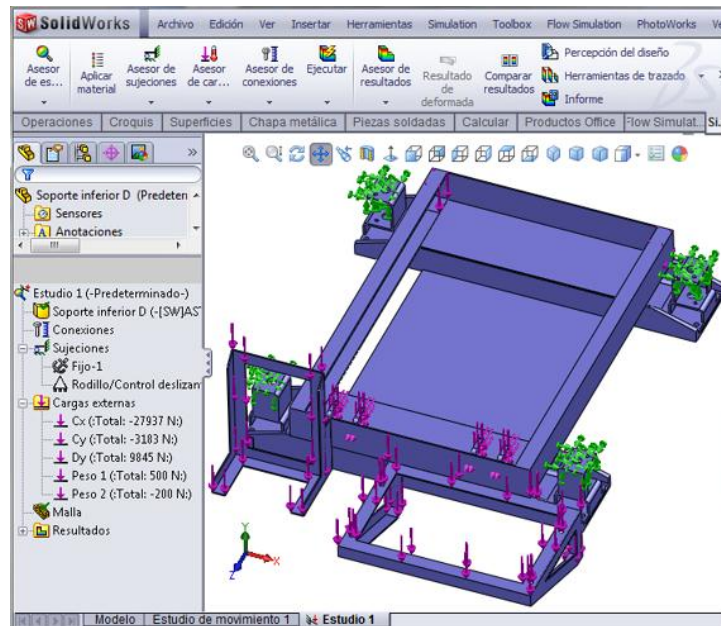 SolidWorks Archivo Edición Ver Insertar Herramientas Simulation Toolbox Flow Simulation PhotoWorks
Asesor de es...
Aplicar material
Asesor de sujeciones
Asesor de car...
Asesor de conexiones
Ejecutar
Asesor de resultados
Resultado de deformada
Comparar resultados
Percepción del diseño
Herramientas de trazado
Informe
Operaciones Croquis Superficies Chapa metálica Piezas soldadas Calcular Productos Office Flow Simulat... Si...
Soporte inferior D (Predeten
Sensores
Anotaciones
Estudio 1 (-Predeterminado-)
Soporte inferior D (-[SW]AST
Conexiones
Sujeciones
Fijo-1
Rodillo/Control deslizan
Cargas externas
Cx (:Total: -27937 N:)
Cy (:Total: -3183 N:)
Dy (:Total: 9845 N:)
Peso 1 (:Total: 500 N:)
Peso 2 (:Total: -200 N:)
Malla
Resultados
Y
X
Z
Modelo Estudio de movimiento 1 Estudio 1